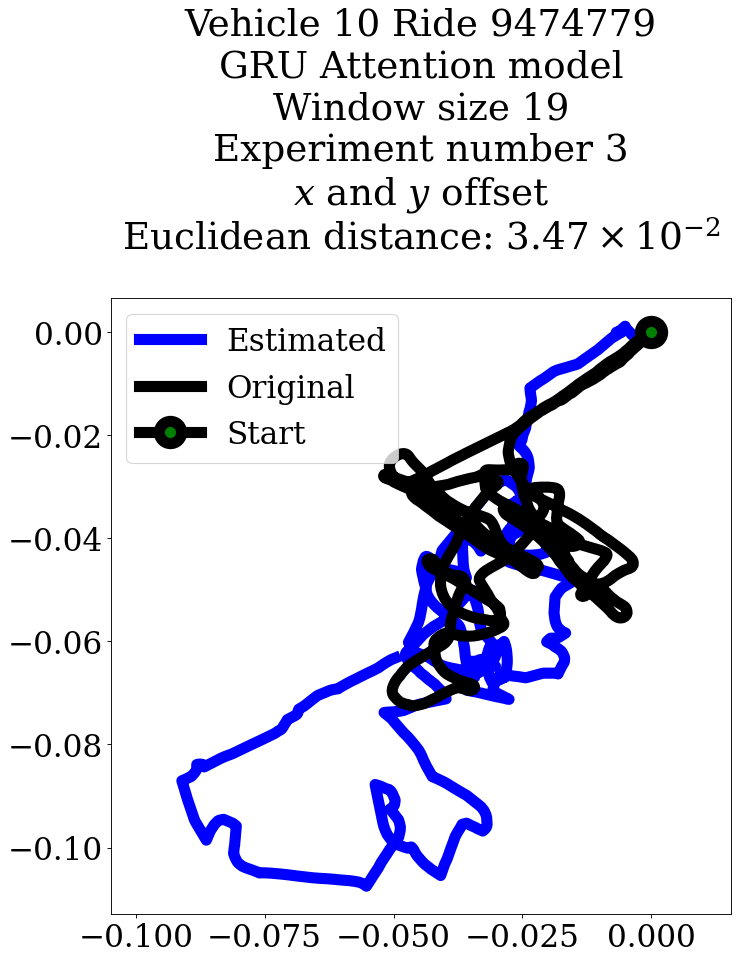 Vehicle 10 Ride 9474779
GRU Attention model
Window size 19
Experiment number 3
x and y offset
Euclidean distance: 3.47 × 10⁻²
Estimated
Original
Start
0.00
−0.02
−0.04
−0.06
−0.08
−0.10
−0.100 −0.075 −0.050 −0.025 0.000